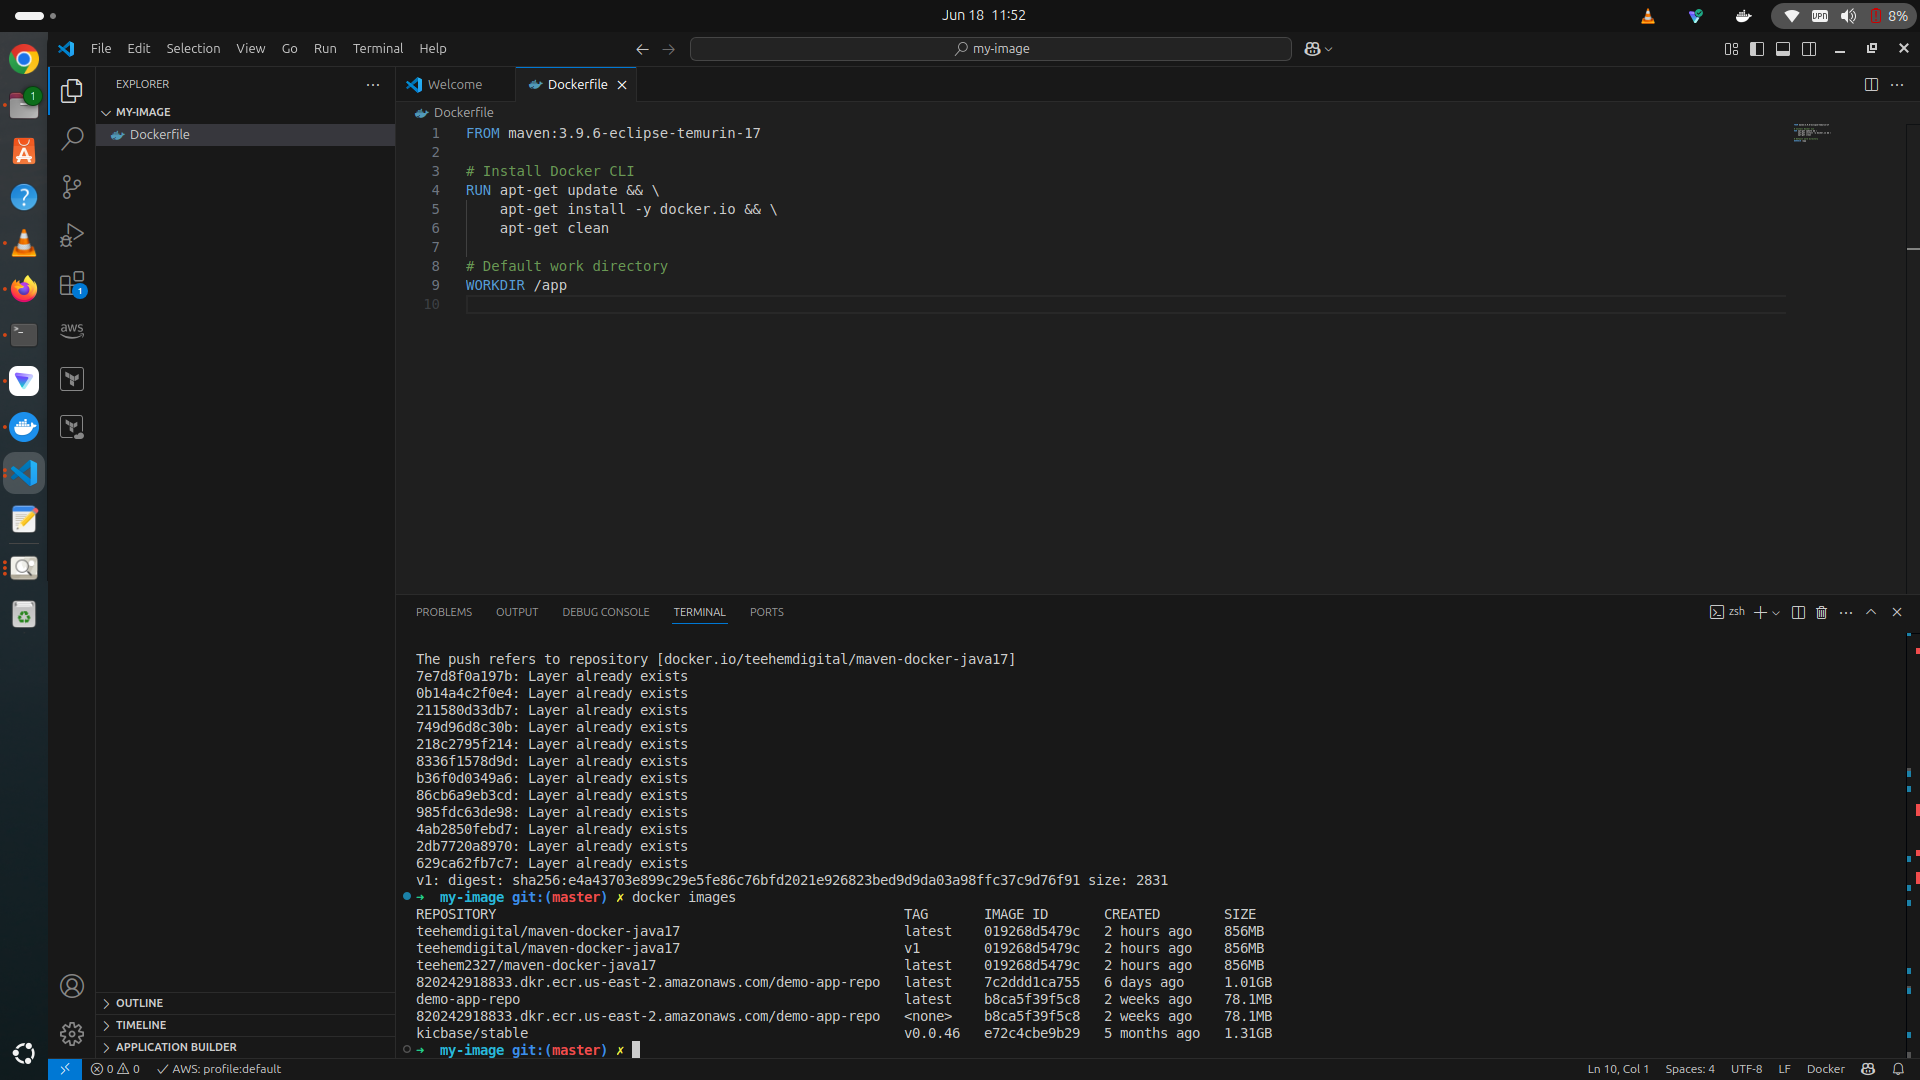 Jun 18 11:52
8%
File Edit Selection View Go Run Terminal Help
my-image
EXPLORER
Welcome
Dockerfile
MY-IMAGE
Dockerfile
Dockerfile
1 FROM maven:3.9.6-eclipse-temurin-17
2
3 # Install Docker CLI
4 RUN apt-get update && \
5 apt-get install -y docker.io && \
6 apt-get clean
7
8 # Default work directory
9 WORKDIR /app
10
1
1
aws
PROBLEMS OUTPUT DEBUG CONSOLE TERMINAL PORTS
zsh
The push refers to repository [docker.io/teehemdigital/maven-docker-java17]
7e7d8f0a197b: Layer already exists
0b14a4c2f0e4: Layer already exists
211580d33db7: Layer already exists
749d96d8c30b: Layer already exists
218c2795f214: Layer already exists
8336f1578d9d: Layer already exists
b36f0d0349a6: Layer already exists
86cb6a9eb3cd: Layer already exists
985fdc63de98: Layer already exists
4ab2850febd7: Layer already exists
2db7720a8970: Layer already exists
629ca62fb7c7: Layer already exists
v1: digest: sha256:e4a43703e899c29e5fe86c76bfd2021e926823bed9d9da03a98ffc37c9d76f91 size: 2831
➜ my-image git:(master) ✗ docker images
REPOSITORY TAG IMAGE ID CREATED SIZE
teehemdigital/maven-docker-java17 latest 019268d5479c 2 hours ago 856MB
teehemdigital/maven-docker-java17 v1 019268d5479c 2 hours ago 856MB
teehem2327/maven-docker-java17 latest 019268d5479c 2 hours ago 856MB
820242918833.dkr.ecr.us-east-2.amazonaws.com/demo-app-repo latest 7c2ddd1ca755 6 days ago 1.01GB
demo-app-repo latest b8ca5f39f5c8 2 weeks ago 78.1MB
820242918833.dkr.ecr.us-east-2.amazonaws.com/demo-app-repo <none> b8ca5f39f5c8 2 weeks ago 78.1MB
kicbase/stable v0.0.46 e72c4cbe9b29 5 months ago 1.31GB
➜ my-image git:(master) ✗
OUTLINE
TIMELINE
APPLICATION BUILDER
0 0 AWS: profile:default
Ln 10, Col 1 Spaces: 4 UTF-8 LF Docker